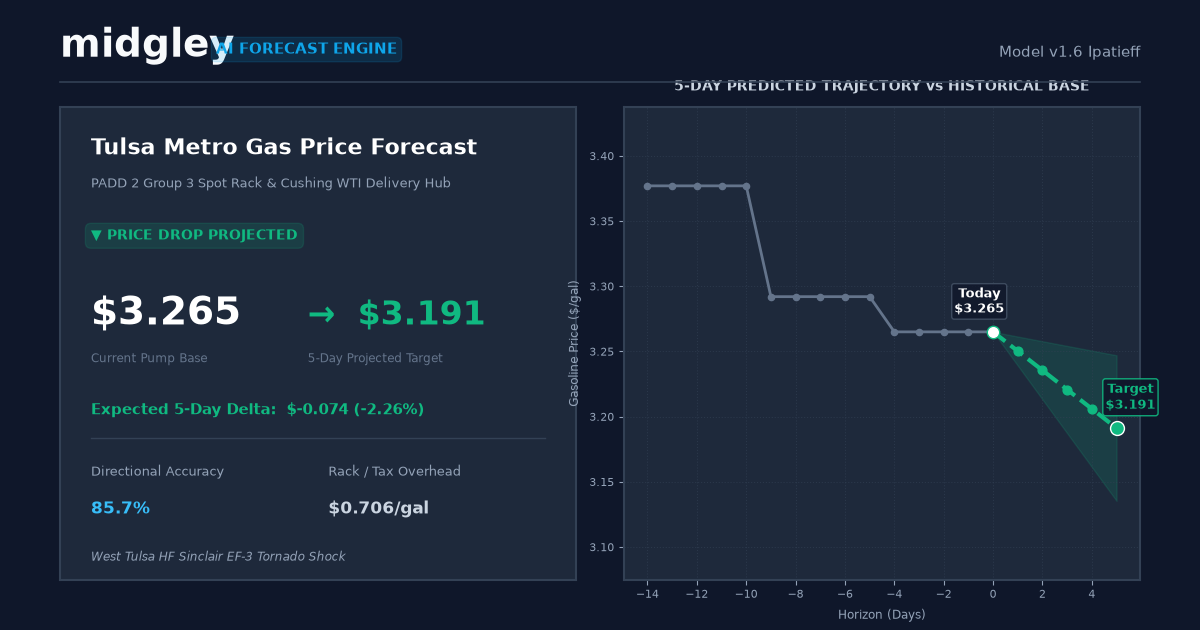 midgley
AI FORECAST ENGINE
Model v1.6 Ipatieff
Tulsa Metro Gas Price Forecast
PADD 2 Group 3 Spot Rack & Cushing WTI Delivery Hub
▼ PRICE DROP PROJECTED
$3.265 → $3.191
Current Pump Base
5-Day Projected Target
Expected 5-Day Delta: $-0.074 (-2.26%)
Directional Accuracy
Rack / Tax Overhead
85.7%
$0.706/gal
West Tulsa HF Sinclair EF-3 Tornado Shock
5-DAY PREDICTED TRAJECTORY vs HISTORICAL BASE
Gasoline Price ($/gal)
3.40
3.35
3.30
3.25
3.20
3.15
3.10
Today
$3.265
Target
$3.191
−14 −12 −10 −8 −6 −4 −2 0 2 4
Horizon (Days)